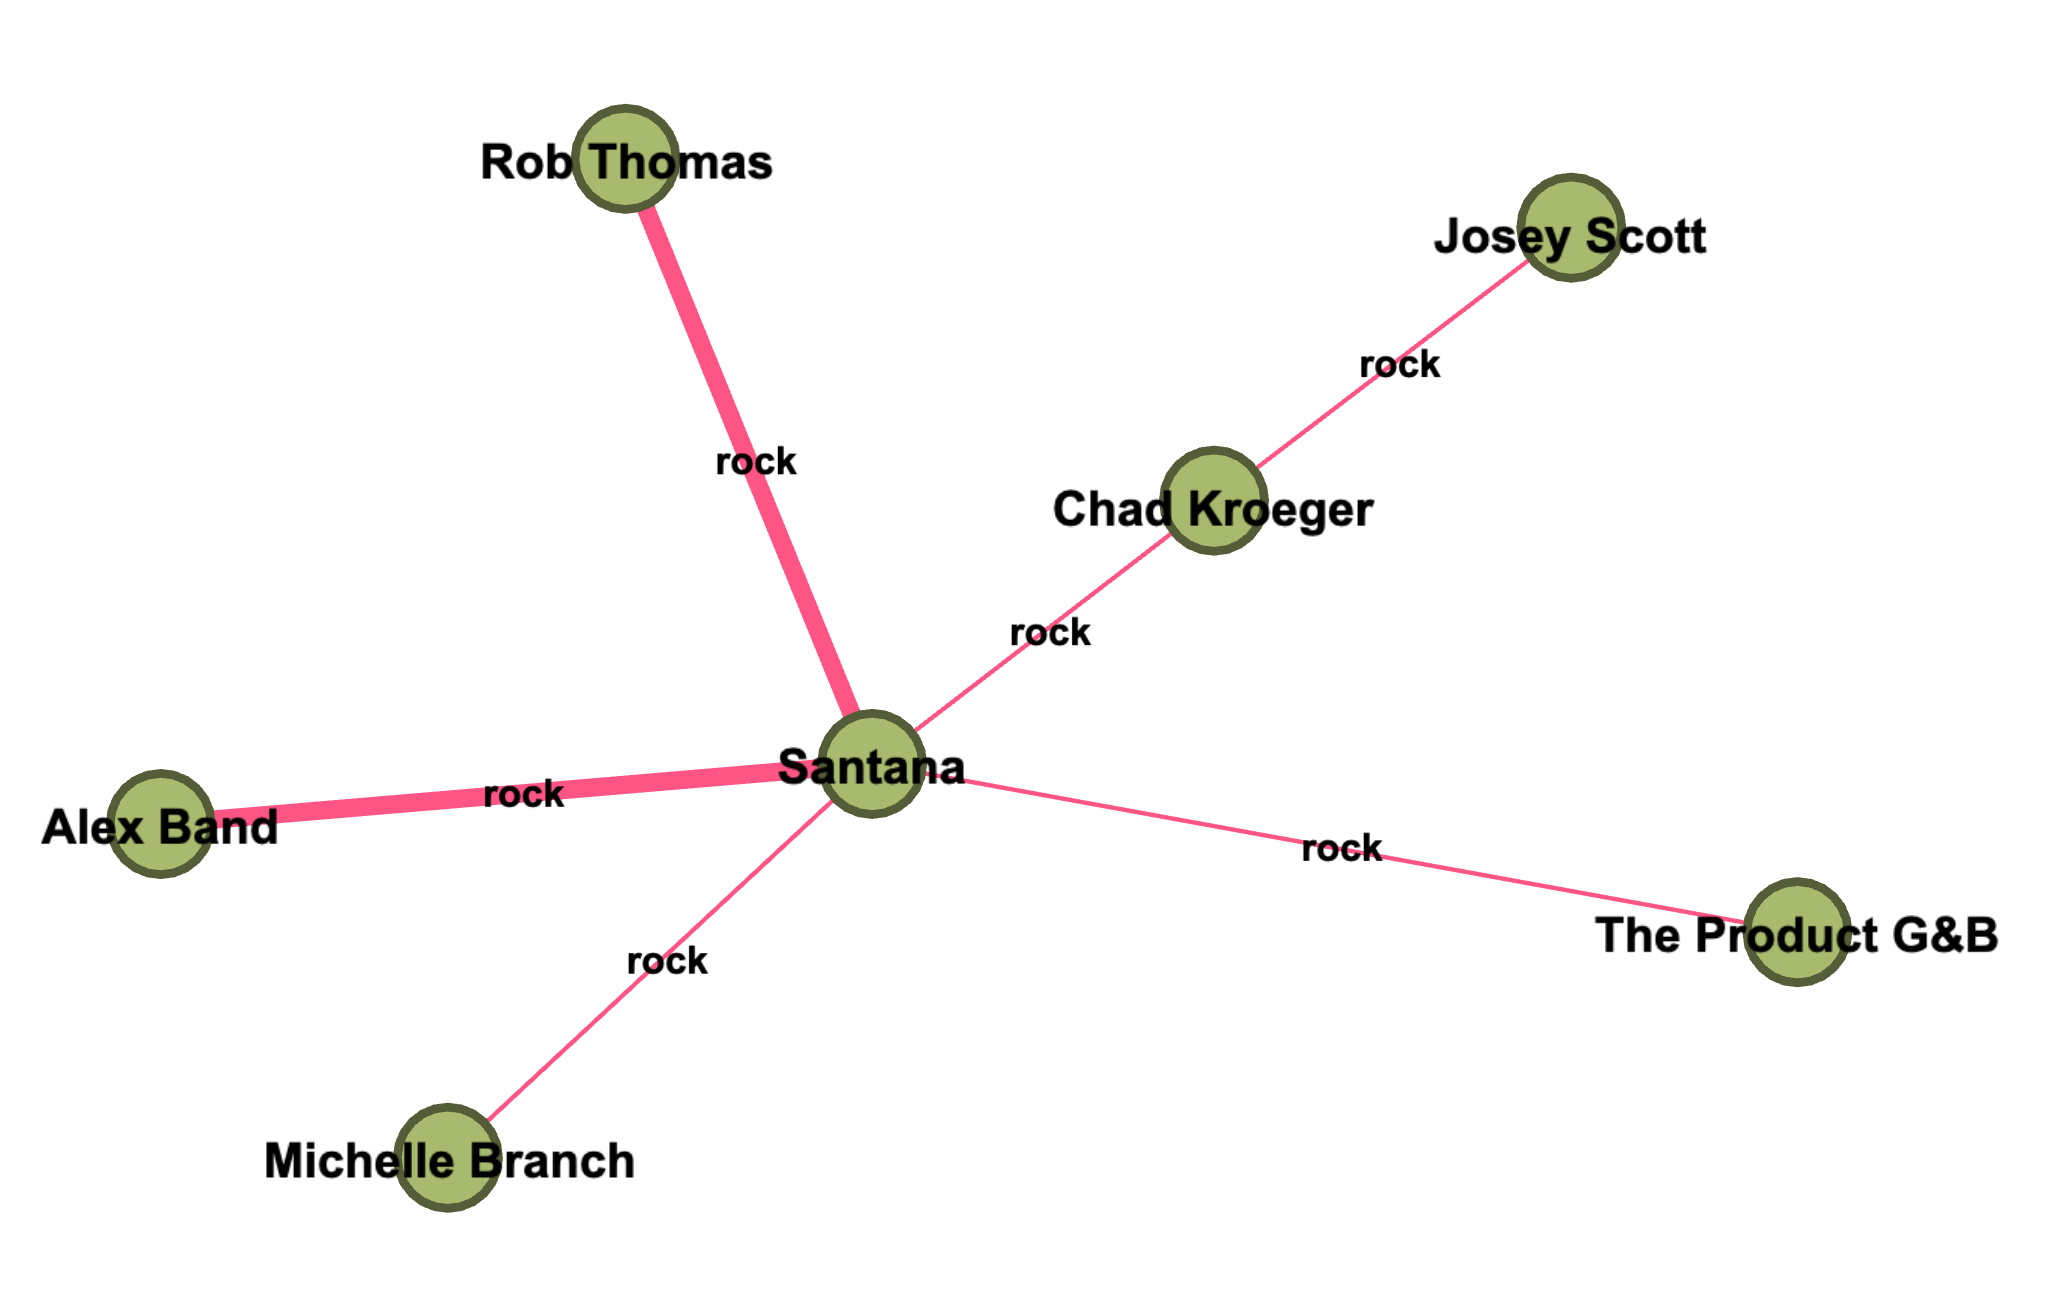 Rob Thomas
Josey Scott
rock
rock
Chad Kroeger
rock
Santana
rock
Alex Band
rock
The Product G&B
rock
Michelle Branch